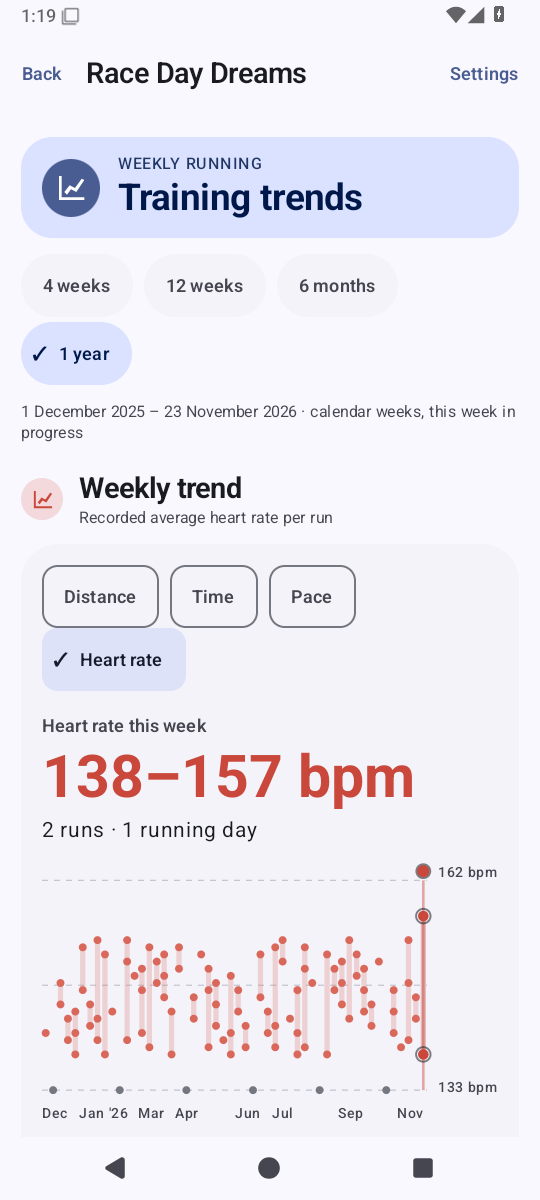 1:19
Back Race Day Dreams Settings
WEEKLY RUNNING
Training trends
4 weeks 12 weeks 6 months
✓ 1 year
1 December 2025 – 23 November 2026 · calendar weeks, this week in
progress
Weekly trend
Recorded average heart rate per run
Distance Time Pace
✓ Heart rate
Heart rate this week
138–157 bpm
2 runs · 1 running day
162 bpm
133 bpm
Dec Jan '26 Mar Apr Jun Jul Sep Nov